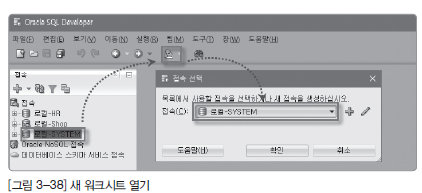 Oracle SQL Developer
파일(F) 편집(E) 보기(V) 이동(N) 실행(R) 팀(M) 도구(T) 창(W) 도움말(H)
접속
접속
로컬-HR
로컬-Shop
로컬-SYSTEM
Oracle NoSQL 접속
데이터베이스 스키마 서비스 접속
접속 선택
목록에서 사용할 접속을 선택하거나 새 접속을 생성하십시오.
접속(C): 로컬-SYSTEM
도움말(H) 확인 취소
[그림 3-38] 새 워크시트 열기